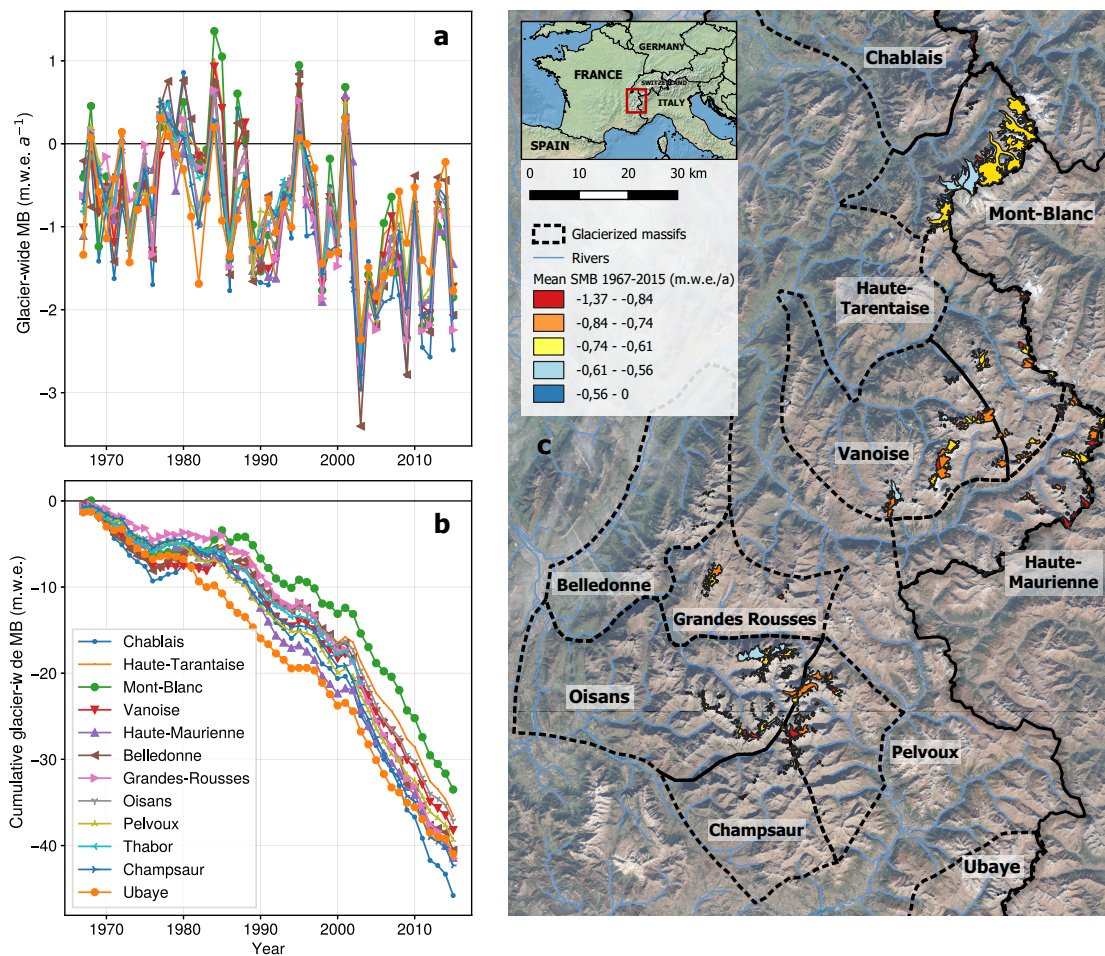 a
1
0
−1
−2
−3
Glacier-wide MB (m.w.e. a⁻¹)
1970
1980
1990
2000
2010
b
0
−10
−20
−30
−40
Cumulative glacier-w de MB (m.w.e.)
Chablais
Haute-Tarantaise
Mont-Blanc
Vanoise
Haute-Maurienne
Belledonne
Grandes-Rousses
Oisans
Pelvoux
Thabor
Champsaur
Ubaye
1970
1980
1990
2000
2010
Year
GERMANY
FRANCE
SWITZERLAND
ITALY
SPAIN
0
10
20
30 km
Glacierized massifs
Rivers
Mean SMB 1967-2015 (m.w.e./a)
-1,37 - -0,84
-0,84 - -0,74
-0,74 - -0,61
-0,61 - -0,56
-0,56 - 0
c
Chablais
Mont-Blanc
Haute-
Tarentaise
Vanoise
Haute-
Maurienne
Belledonne
Grandes Rousses
Oisans
Pelvoux
Champsaur
Ubaye